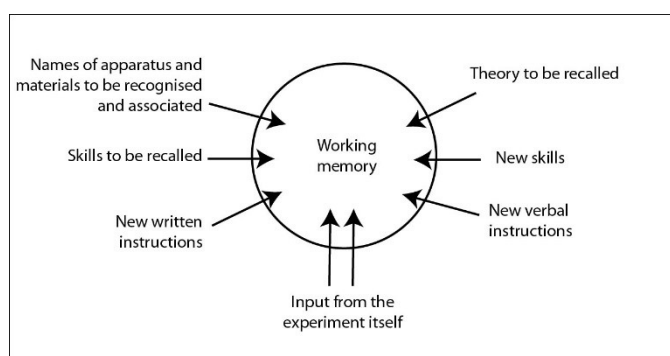 Names of apparatus and
materials to be recognised
and associated
Skills to be recalled
New written
instructions
Working
memory
Theory to be recalled
New skills
New verbal
instructions
Input from the
experiment itself